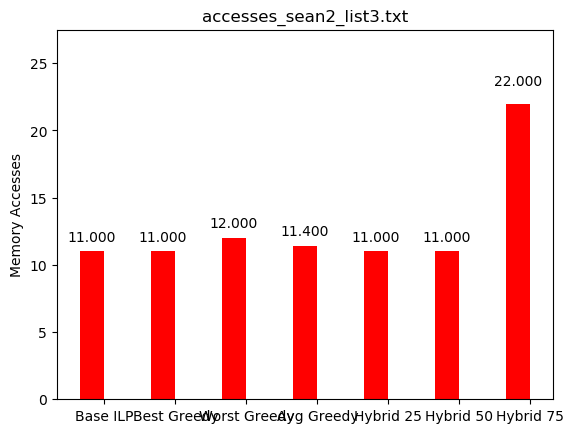 accesses_sean2_list3.txt
Memory Accesses
25
20
15
10
5
0
11.000
11.000
12.000
11.400
11.000
11.000
22.000
Base ILP
Best Greedy
Worst Greedy
Avg Greedy
Hybrid 25
Hybrid 50
Hybrid 75